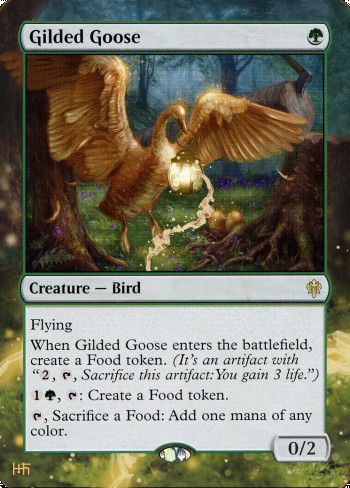 Gilded Goose
Creature — Bird
Flying
When Gilded Goose enters the battlefield,
create a Food token. (It's an artifact with
"2, , Sacrifice this artifact:You gain 3 life.")
1 , : Create a Food token.
, Sacrifice a Food: Add one mana of any
color.
0/2
HH